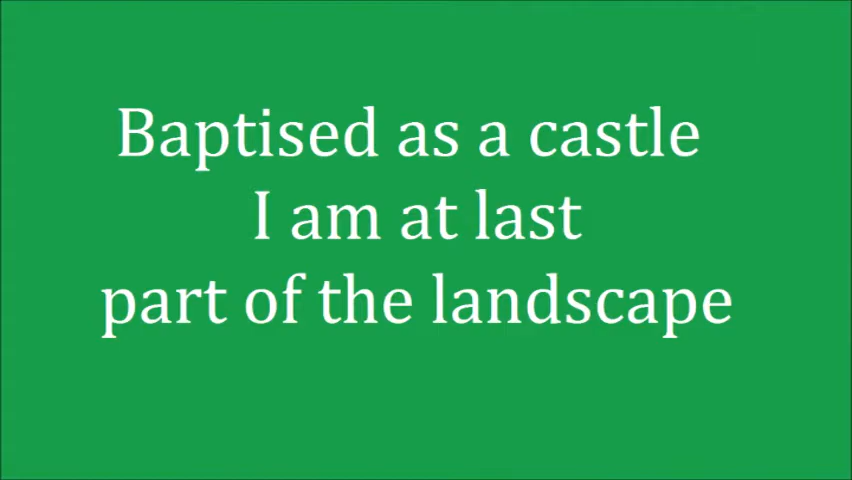 Baptised as a castle
I am at last
part of the landscape